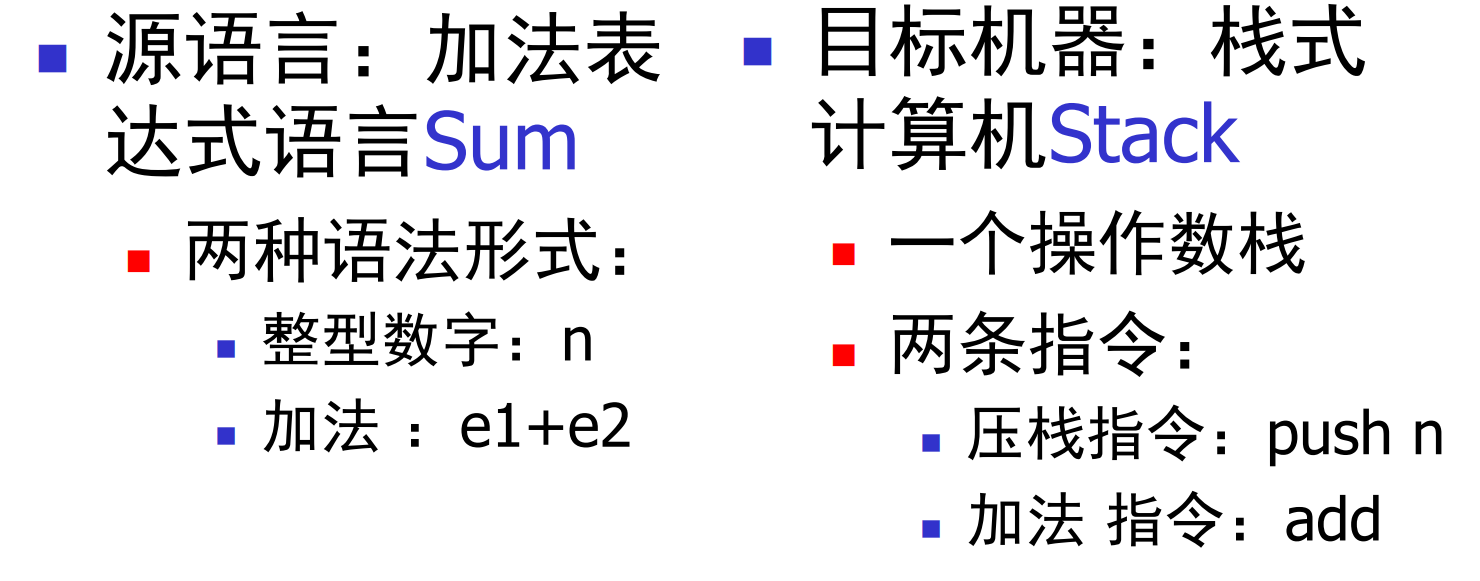 源语言：加法表
达式语言Sum
两种语法形式：
整型数字：n
加法 ：e1+e2
目标机器：栈式
计算机Stack
一个操作数栈
两条指令：
压栈指令：push n
加法 指令：add